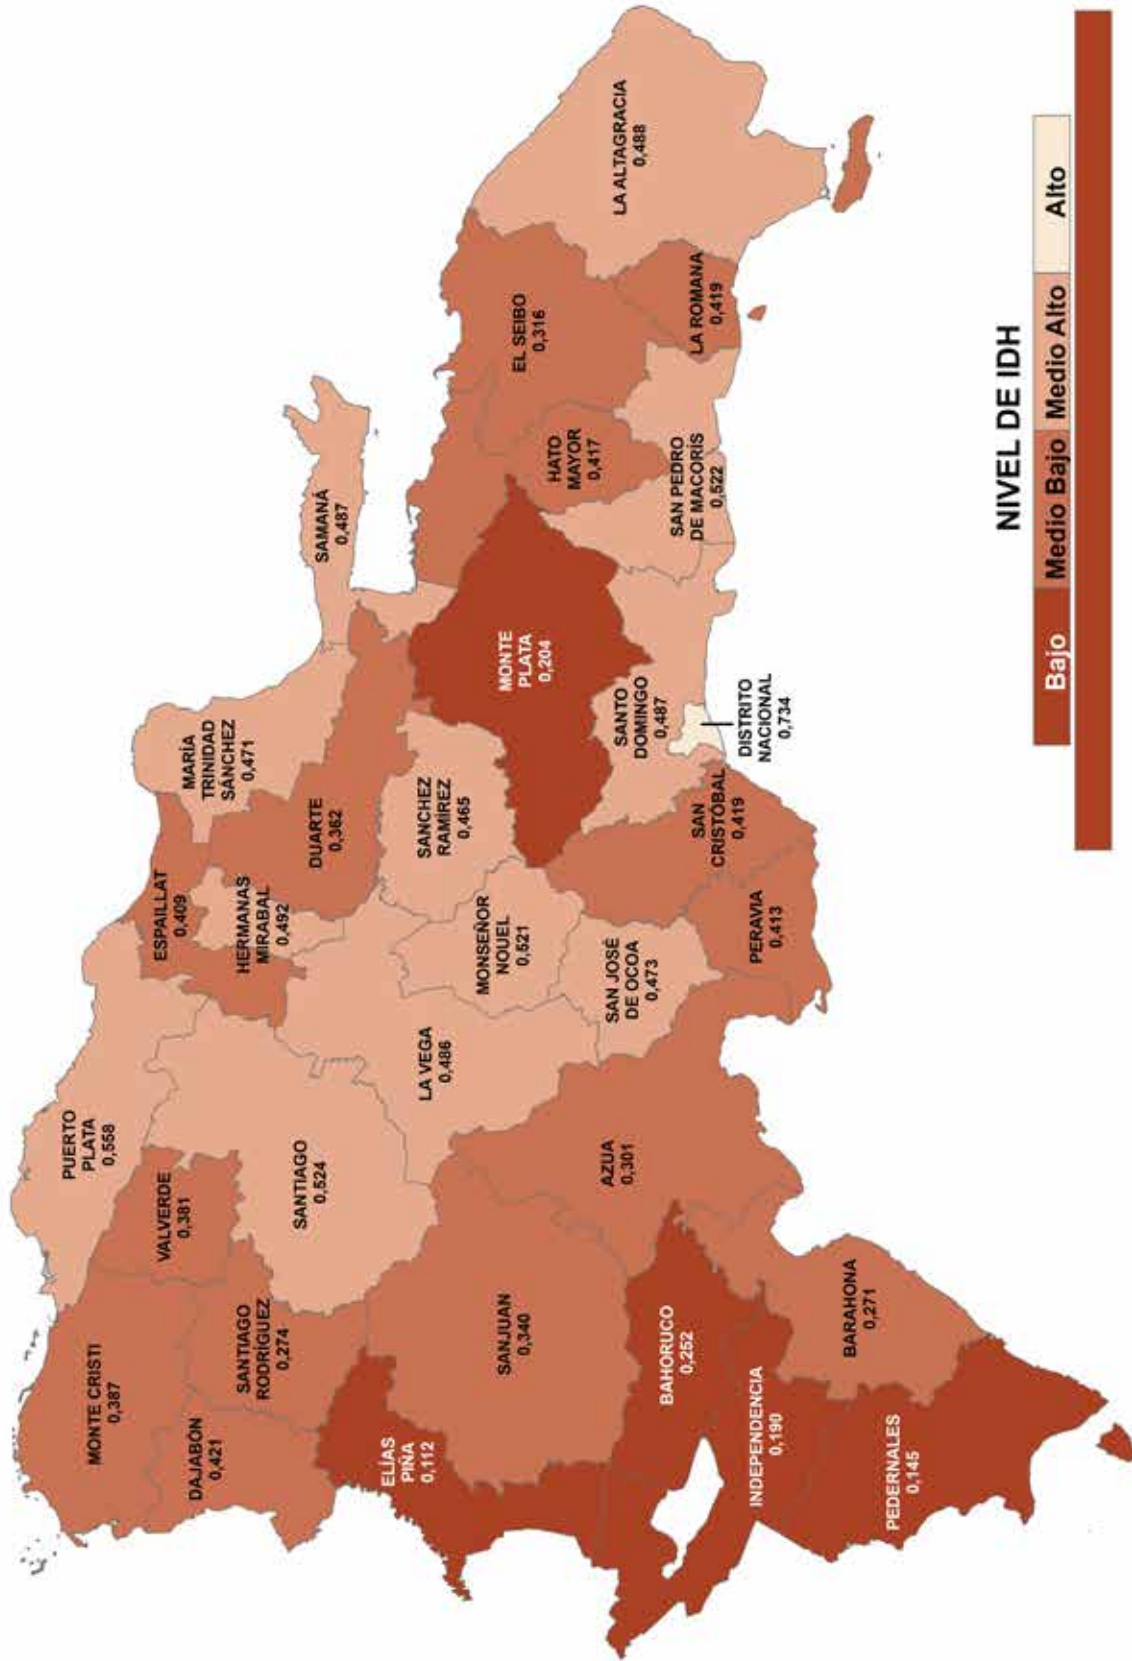 PUERTO
PLATA
0,558
ESPAILLAT
0,409
MARÍA
TRINIDAD
SÁNCHEZ
0,471
MONTE CRISTI
0,387
VALVERDE
0,381
HERMANAS
MIRABAL
0,492
DAJABÓN
0,421
SANTIAGO
RODRÍGUEZ
0,274
SANTIAGO
0,524
DUARTE
0,362
SAMANÁ
0,487
ELÍAS
PIÑA
0,112
SANJUAN
0,340
LA VEGA
0,486
SANCHEZ
RAMÍREZ
0,465
MONSEÑOR
NOUEL
0,521
MONTE
PLATA
0,204
HATO
MAYOR
0,417
EL SEIBO
0,316
LA ALTAGRACIA
0,488
AZUA
0,301
SAN JOSÉ
DE OCOA
0,473
SANTO
DOMINGO
0,487
SAN PEDRO
DE MACORÍS
0,522
LA ROMANA
0,419
BAHORUCO
0,252
SAN
CRISTÓBAL
0,419
DISTRITO
NACIONAL
0,734
INDEPENDENCIA
0,190
PERAVIA
0,413
BARAHONA
0,271
PEDERNALES
0,145
NIVEL DE IDH
Bajo Medio Bajo Medio Alto Alto